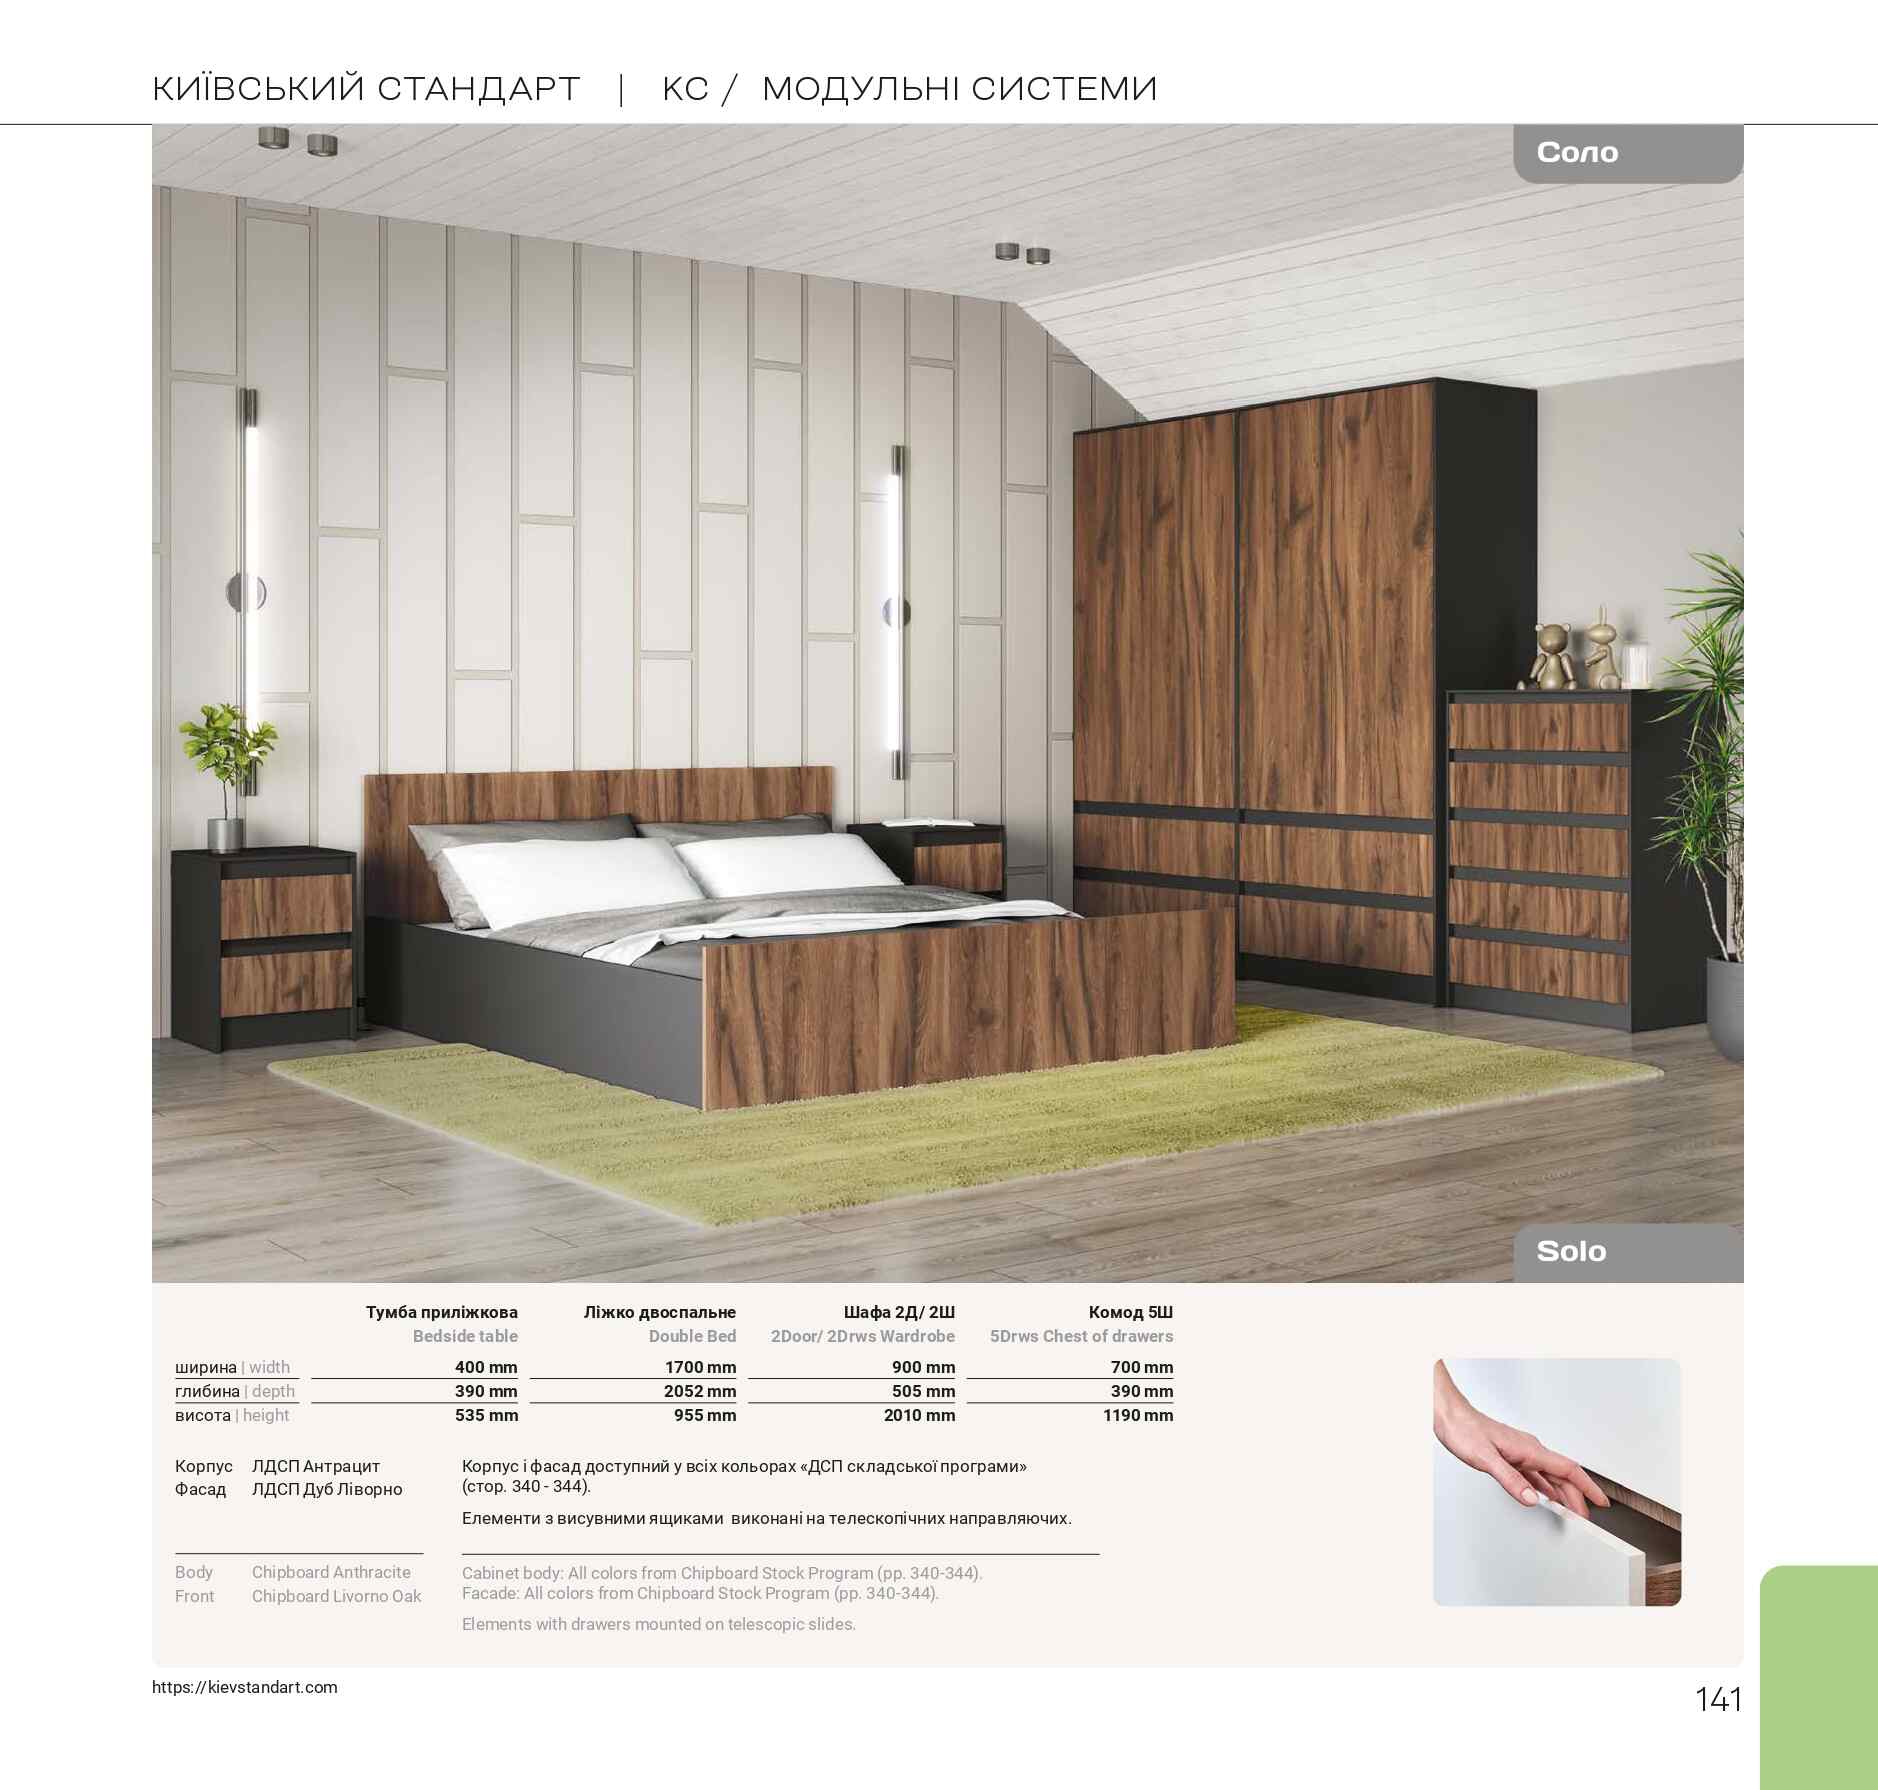 КИЇВСЬКИЙ СТАНДАРТ | КС / МОДУЛЬНІ СИСТЕМИ
Соло
Solo
Тумба приліжкова Ліжко двоспальне Шафа 2Д/ 2Ш Комод 5Ш
Bedside table Double Bed 2Door/ 2Drws Wardrobe 5Drws Chest of drawers
ширина | width 400 mm 1700 mm 900 mm 700 mm
глибина | depth 390 mm 2052 mm 505 mm 390 mm
висота | height 535 mm 955 mm 2010 mm 1190 mm
Корпус ЛДСП Антрацит
Фасад ЛДСП Дуб Ліворно
Корпус і фасад доступний у всіх кольорах «ДСП складської програми»
(стор. 340 - 344).
Елементи з висувними ящиками виконані на телескопічних направляючих.
Body Chipboard Anthracite
Front Chipboard Livorno Oak
Cabinet body: All colors from Chipboard Stock Program (pp. 340-344).
Facade: All colors from Chipboard Stock Program (pp. 340-344).
Elements with drawers mounted on telescopic slides.
https://kievstandart.com
141